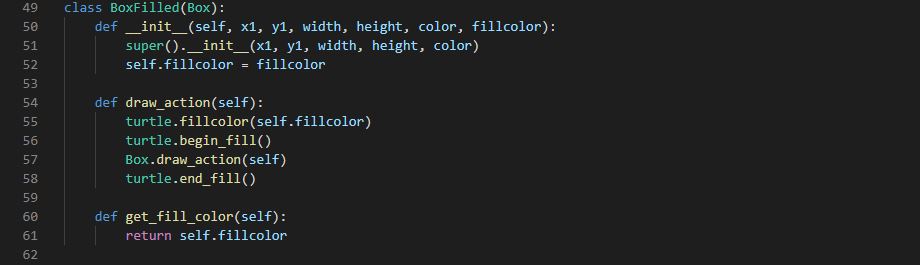 49 class BoxFilled(Box):
50     def __init__(self, x1, y1, width, height, color, fillcolor):
51         super().__init__(x1, y1, width, height, color)
52         self.fillcolor = fillcolor
53
54     def draw_action(self):
55         turtle.fillcolor(self.fillcolor)
56         turtle.begin_fill()
57         Box.draw_action(self)
58         turtle.end_fill()
59
60     def get_fill_color(self):
61         return self.fillcolor
62